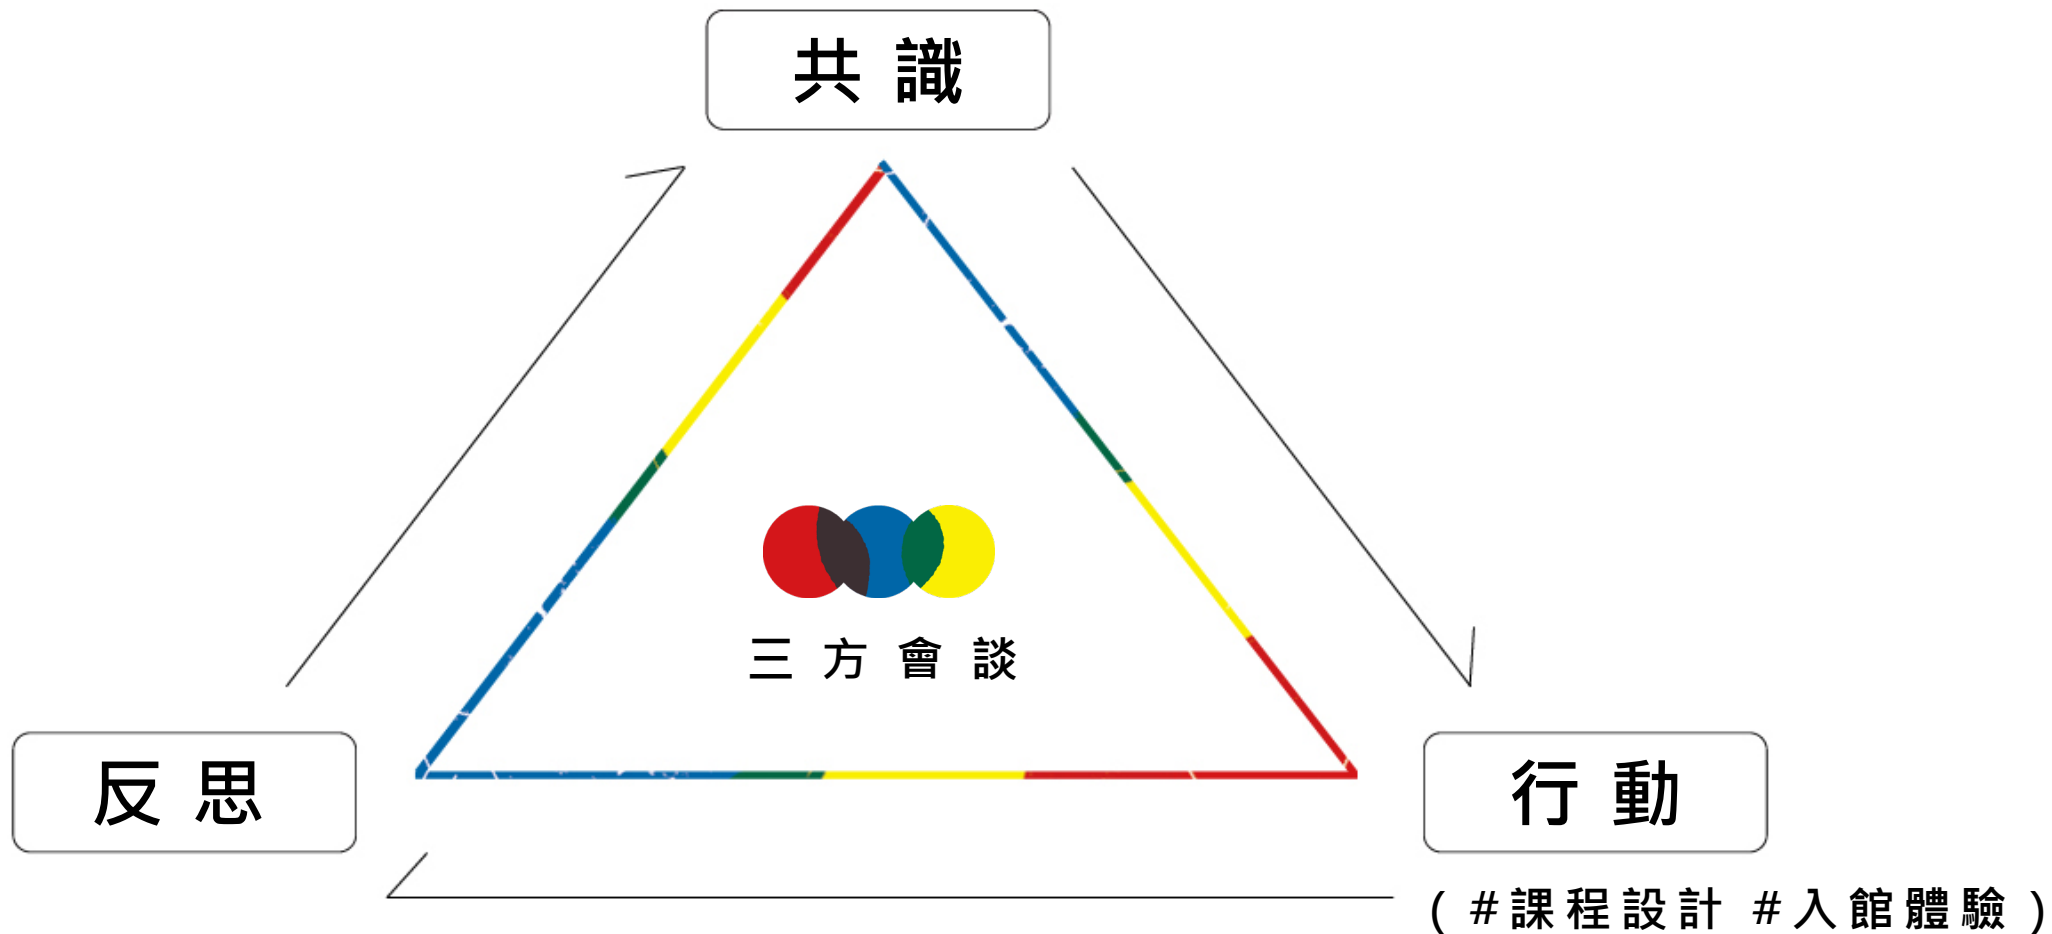 共識
三方會談
反思
行動
（#課程設計 #入館體驗）